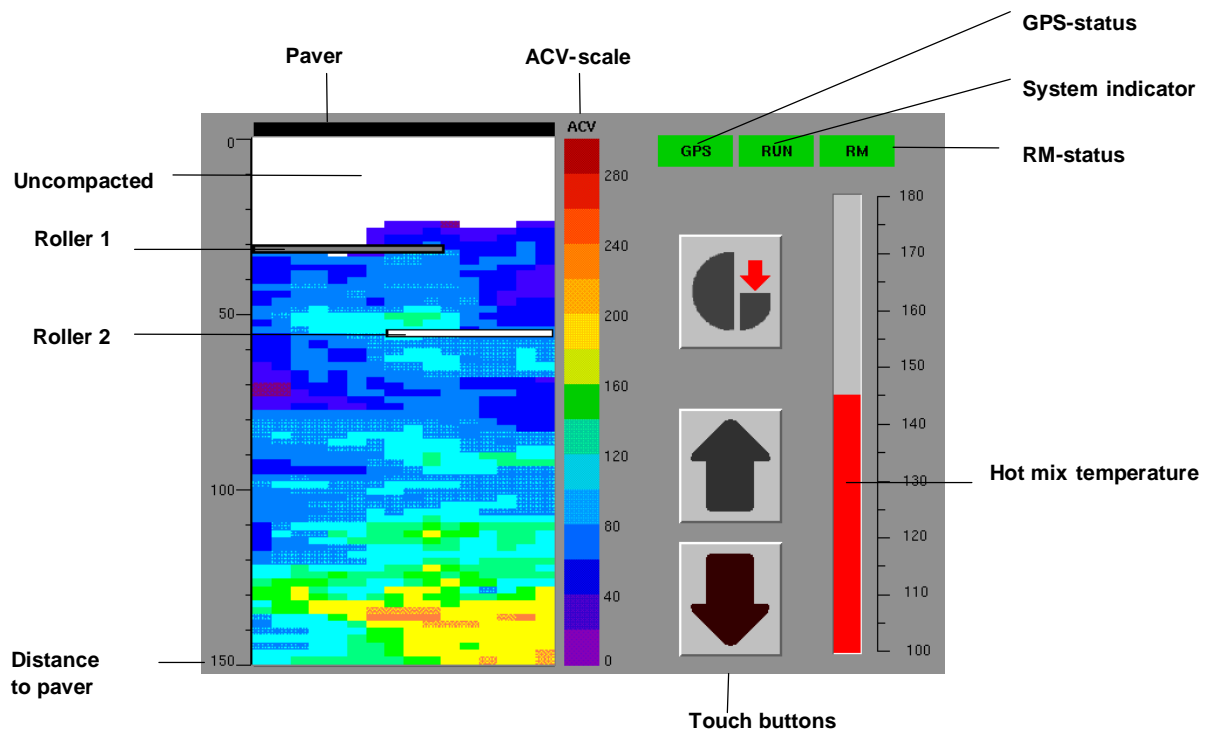 GPS-status
Paver
ACV-scale
System indicator
ACV
0
GPS
RUN
RM
RM-status
Uncompacted
280
180
Roller 1
240
170
50
200
160
Roller 2
150
160
140
120
Hot mix temperature
130
100
80
120
40
110
Distance
to paver
150
0
100
Touch buttons